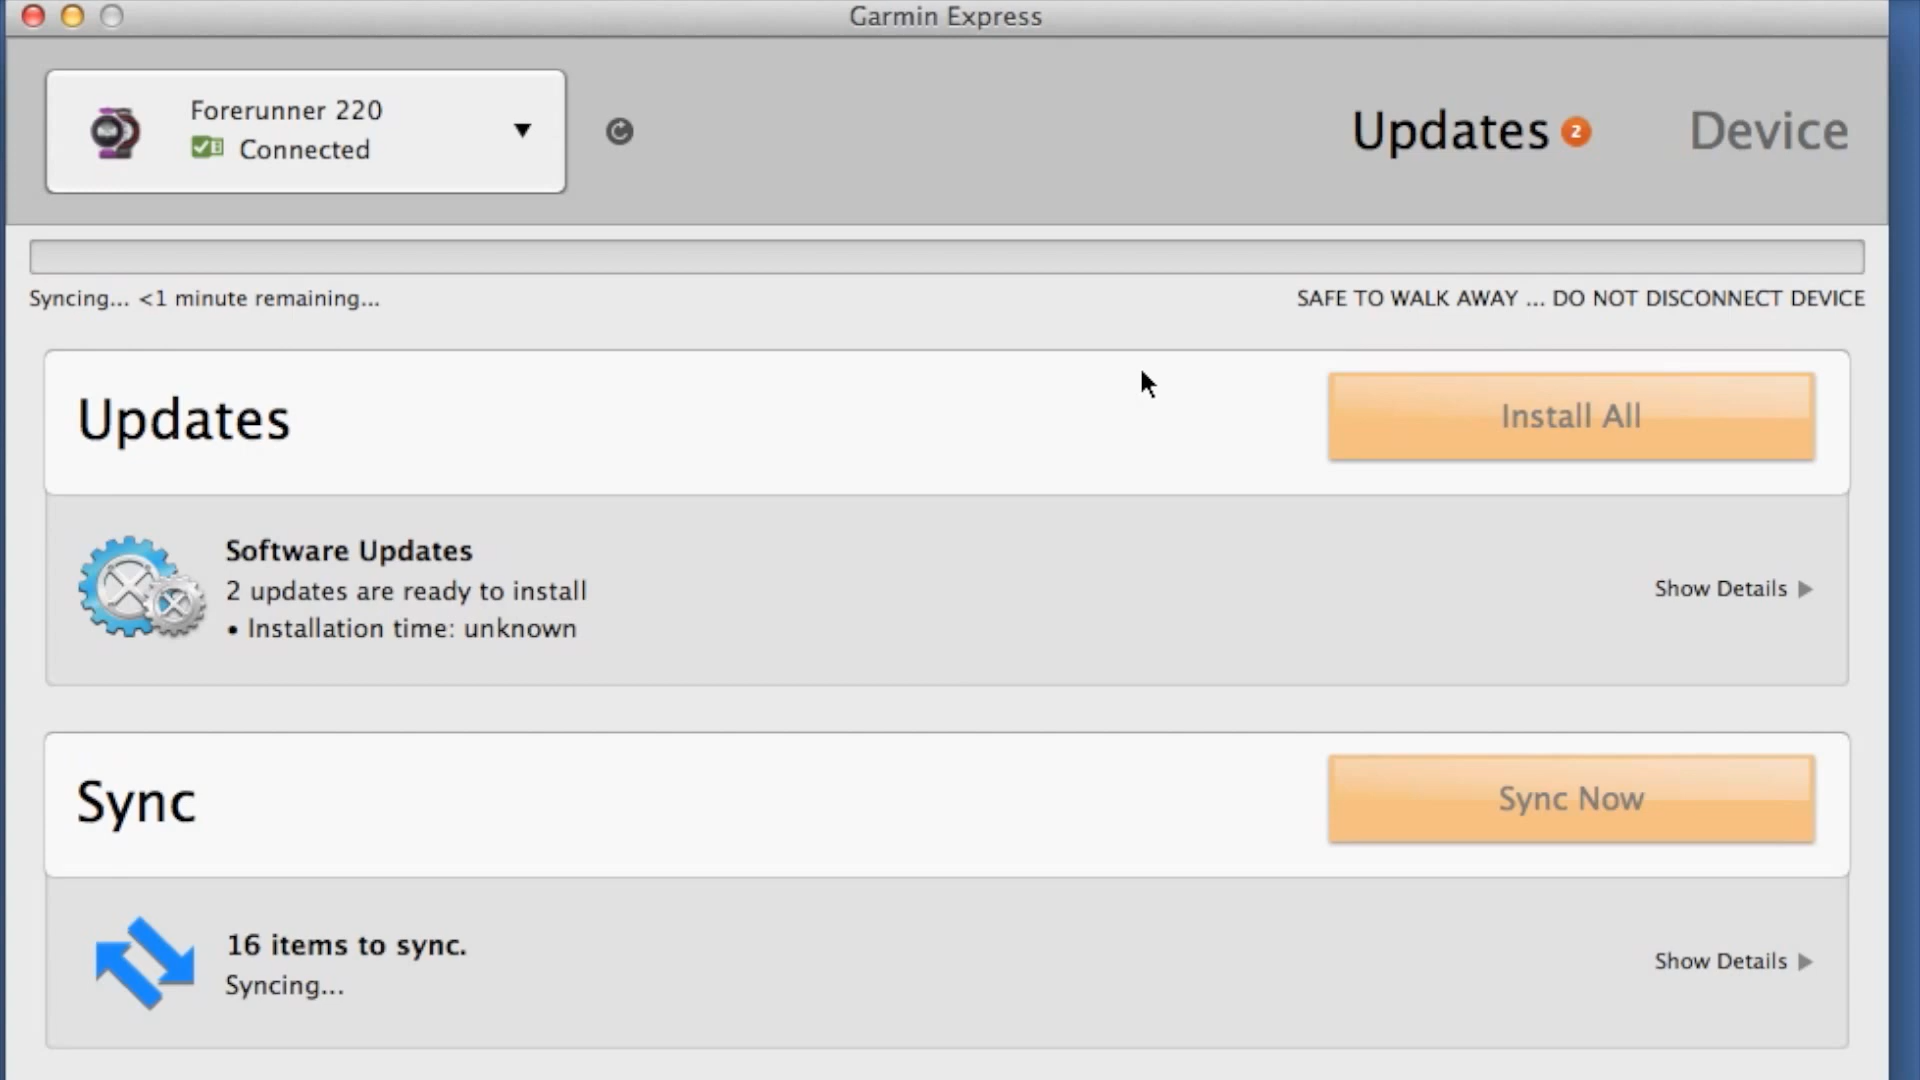 Garmin Express
Forerunner 220
Connected
Updates 2
Device
Syncing... <1 minute remaining...
SAFE TO WALK AWAY ... DO NOT DISCONNECT DEVICE
Updates
Install All
Software Updates
2 updates are ready to install
• Installation time: unknown
Show Details
Sync
Sync Now
16 items to sync.
Syncing...
Show Details